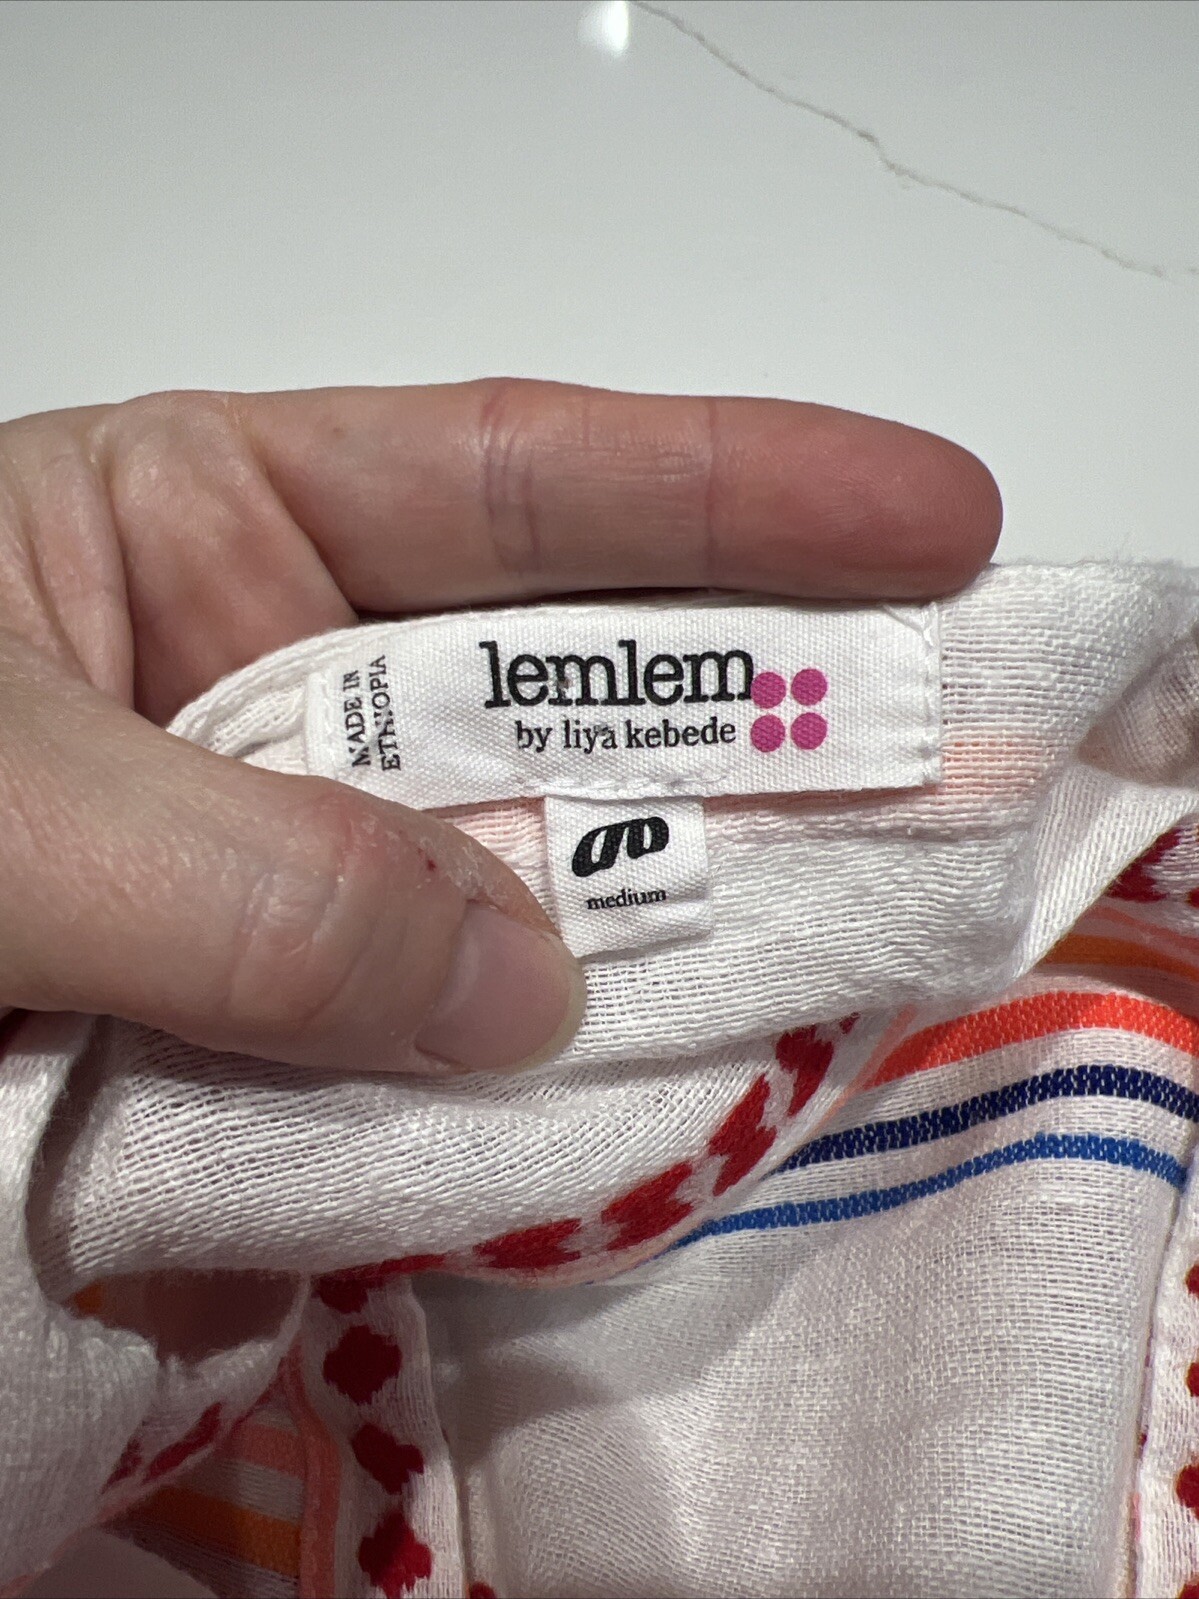 MADE IN
ETHIOPIA
lemlem
by liya kebede
medium